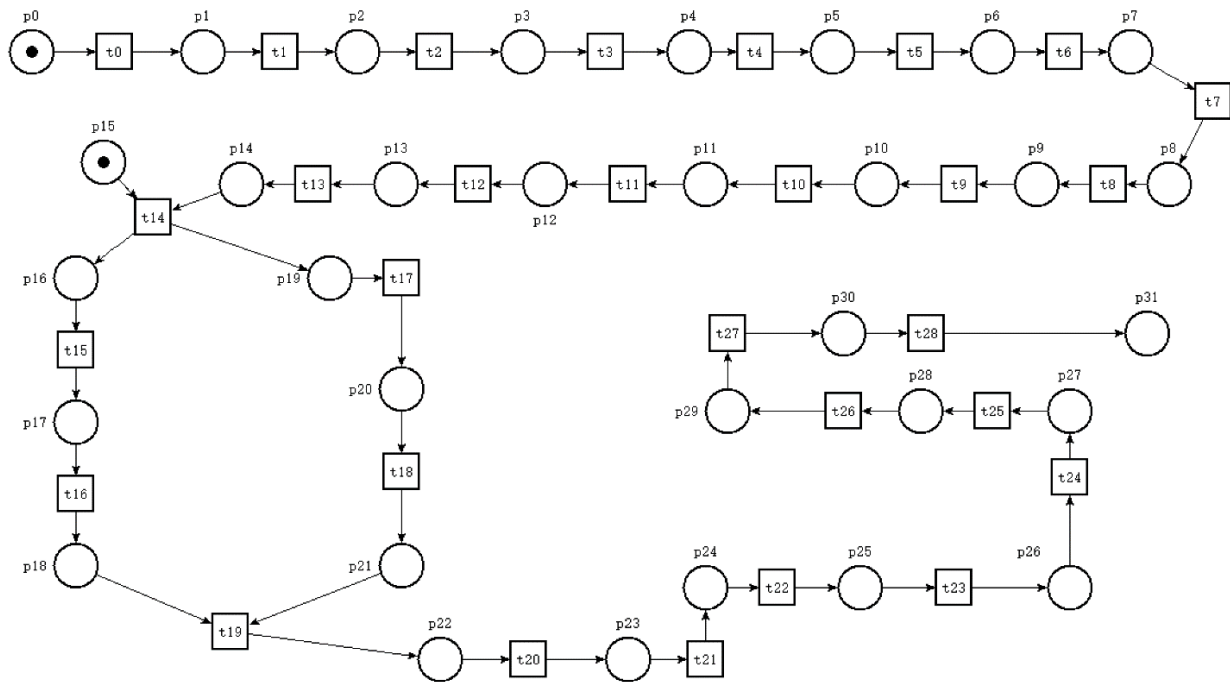 p0 p1 p2 p3 p4 p5 p6 p7
t0 t1 t2 t3 t4 t5 t6
t7
p15 p14 p13 p11 p10 p9 p8
t13 t12 t11 t10 t9 t8
t14 p12
p16 p19 t17
p30 p31
t27 t28
t15
p20 p28 p27
p29 t26 t25
p17
t18 t24
t16
p24 p25 p26
p18 p21
t22 t23
t19 p22 p23
t20 t21